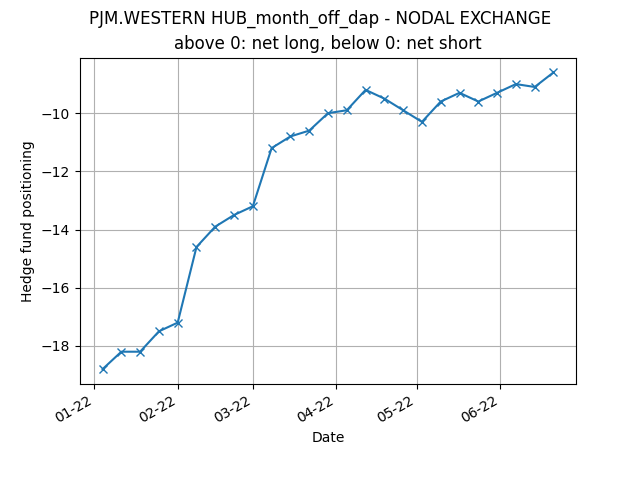 PJM.WESTERN HUB_month_off_dap - NODAL EXCHANGE
above 0: net long, below 0: net short
Hedge fund positioning
−10
−12
−14
−16
−18
01-22
02-22
03-22
04-22
05-22
06-22
Date